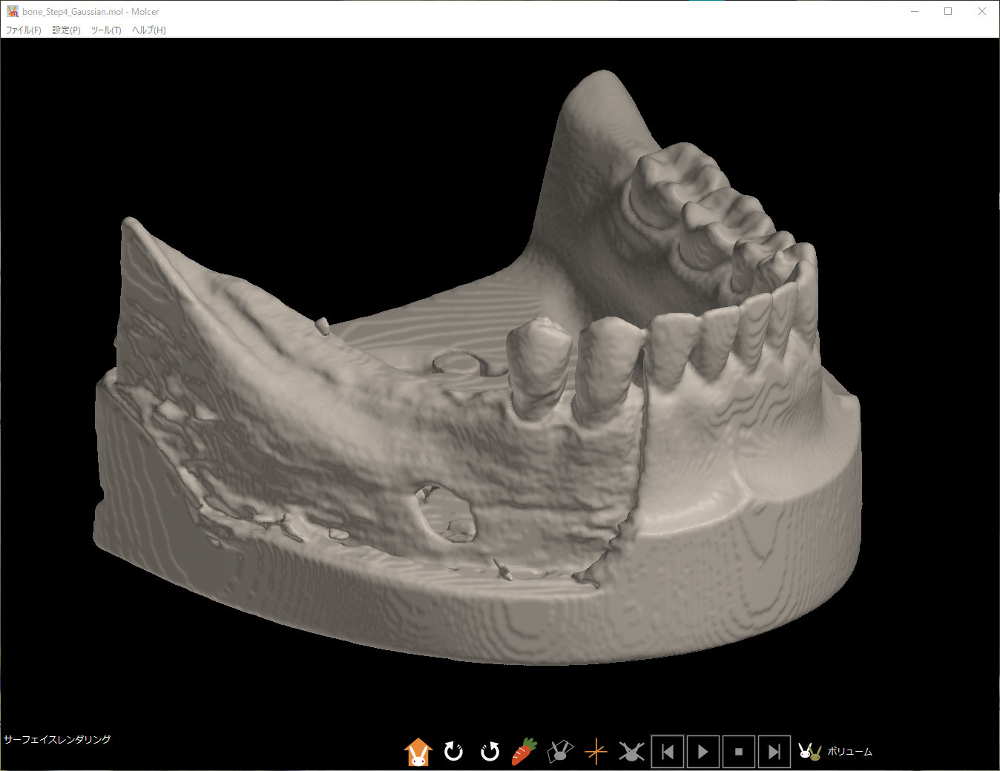 bone_Step4_Gaussian.mol - Molcer
ファイル(F) 設定(P) ツール(T) ヘルプ(H)
サーフェイスレンダリング
ボリューム